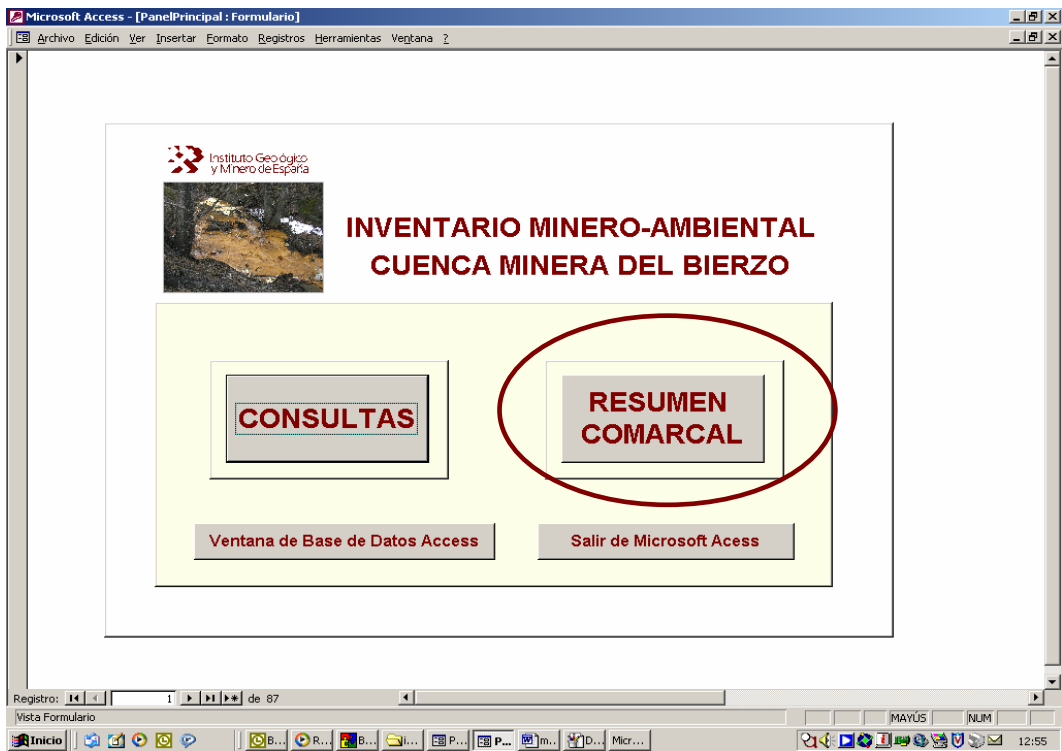 Microsoft Access - [PanelPrincipal : Formulario]
Archivo Edición Ver Insertar Formato Registros Herramientas Ventana ?
Instituto Geológico
y Minero de España
INVENTARIO MINERO-AMBIENTAL
CUENCA MINERA DEL BIERZO
CONSULTAS
RESUMEN
COMARCAL
Ventana de Base de Datos Access
Salir de Microsoft Acess
Registro: 1 de 87
Vista Formulario
MAYÚS NUM
Inicio B... R... B... I... P... P... m... D... Micr... 12:55